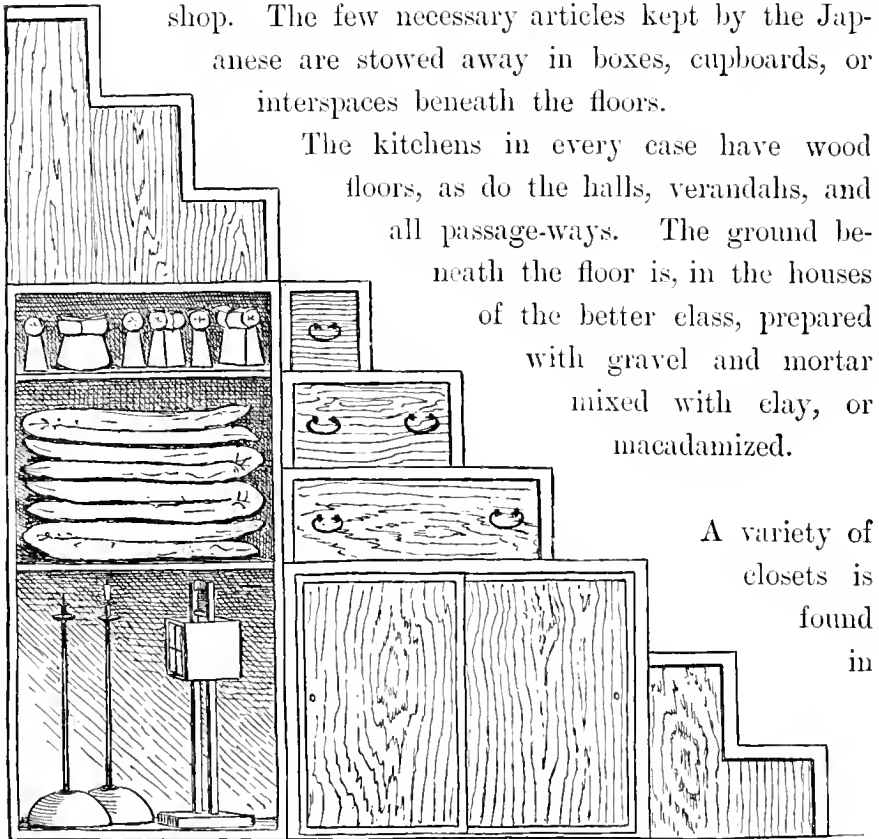 shop. The few necessary articles kept by the Jap-
anese are stowed away in boxes, cupboards, or
interspaces beneath the floors.
The kitchens in every case have wood
floors, as do the halls, verandahs, and
all passage-ways. The ground be-
neath the floor is, in the houses
of the better class, prepared
with gravel and mortar
mixed with clay, or
macadamized.
A variety of
closets is
found
in